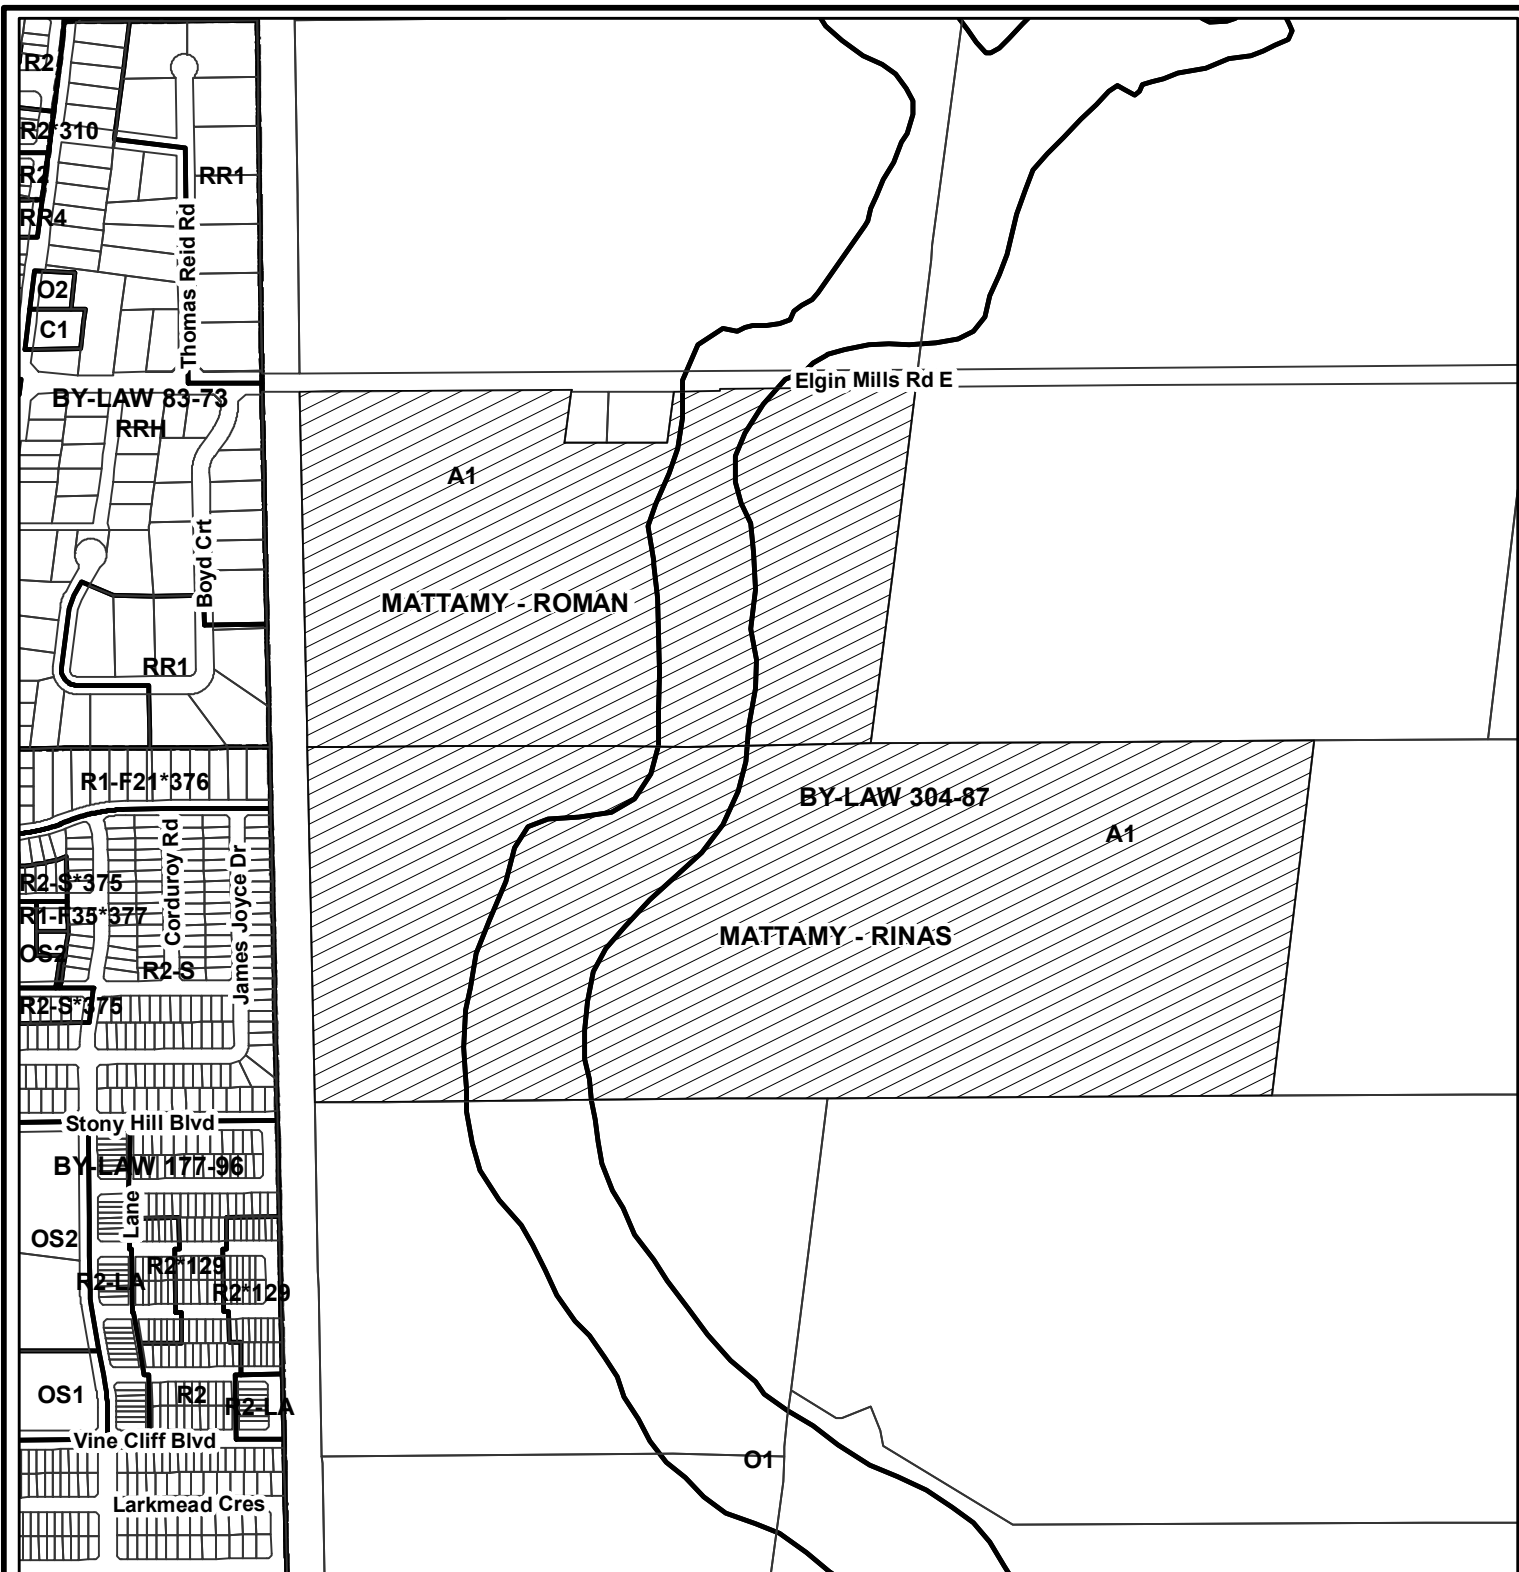 R2
R2*310
R2
RR4
RR1
Thomas Reid Rd
O2
C1
Elgin Mills Rd E
BY-LAW 83-73
RRH
A1
Boyd Crt
MATTAMY - ROMAN
RR1
R1-F21*376
BY-LAW 304-87
A1
Corduroy Rd
James Joyce Dr
R2-S*375
R1-F35*377
OS2
R2-S
MATTAMY - RINAS
R2-S*375
Stony Hill Blvd
BY-LAW 177-96
Lane
OS2
R2-LA
R2*129
R2*129
OS1
R2
R2-LA
Vine Cliff Blvd
O1
Larkmead Cres